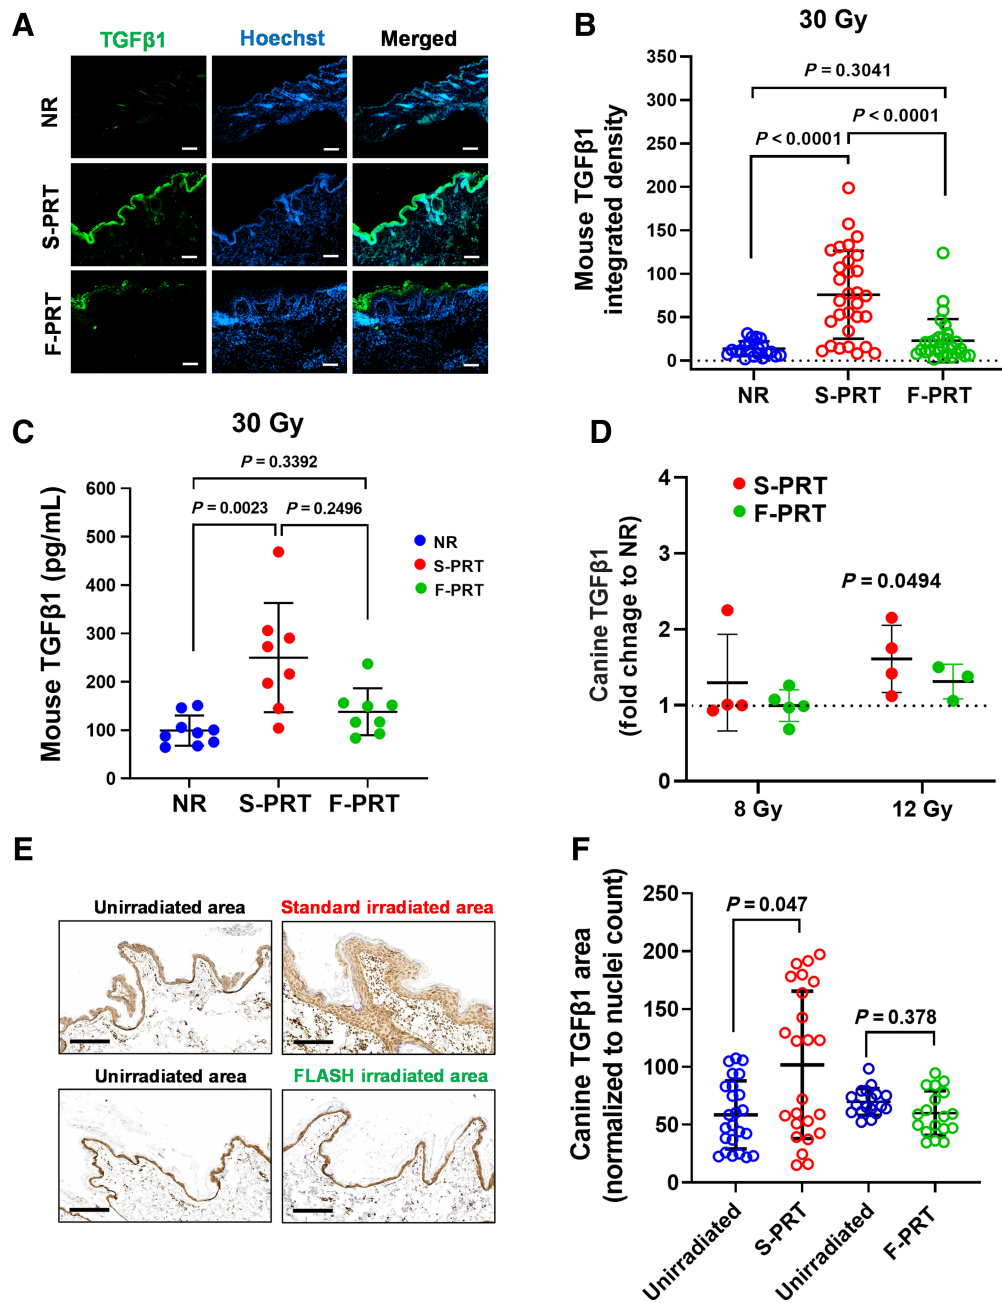 A
TGFβ1
Hoechst
Merged
NR
S-PRT
F-PRT
B
30 Gy
P = 0.3041
P < 0.0001
P < 0.0001
Mouse TGFβ1
integrated density
350
300
250
200
150
100
50
0
NR
S-PRT
F-PRT
C
30 Gy
P = 0.3392
P = 0.0023
P = 0.2496
Mouse TGFβ1 (pg/mL)
600
500
400
300
200
100
0
NR
S-PRT
F-PRT
NR
S-PRT
F-PRT
D
S-PRT
F-PRT
P = 0.0494
Canine TGFβ1
(fold chnage to NR)
4
3
2
1
0
8 Gy
12 Gy
E
Unirradiated area
Standard irradiated area
Unirradiated area
FLASH irradiated area
F
P = 0.047
P = 0.378
Canine TGFβ1 area
(normalized to nuclei count)
250
200
150
100
50
0
Unirradiated
S-PRT
Unirradiated
F-PRT